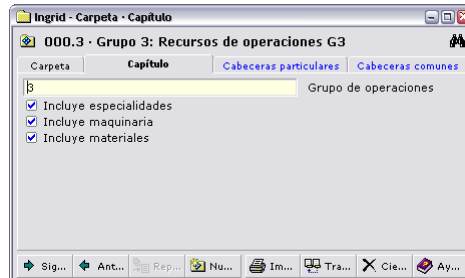 Ingrid - Carpeta · Capítulo
000.3 · Grupo 3: Recursos de operaciones G3
Carpeta Capítulo Cabeceras particulares Cabeceras comunes
3 Grupo de operaciones
Incluye especialidades
Incluye maquinaria
Incluye materiales
Sig... Ant... Rep... Nu... Im... Tra... Cie... Ay...